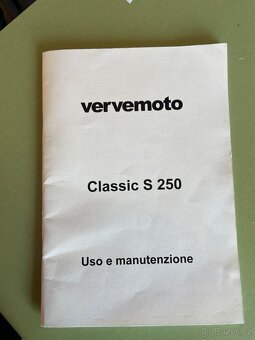 vervemoto
Classic S 250
Uso e manutenzione